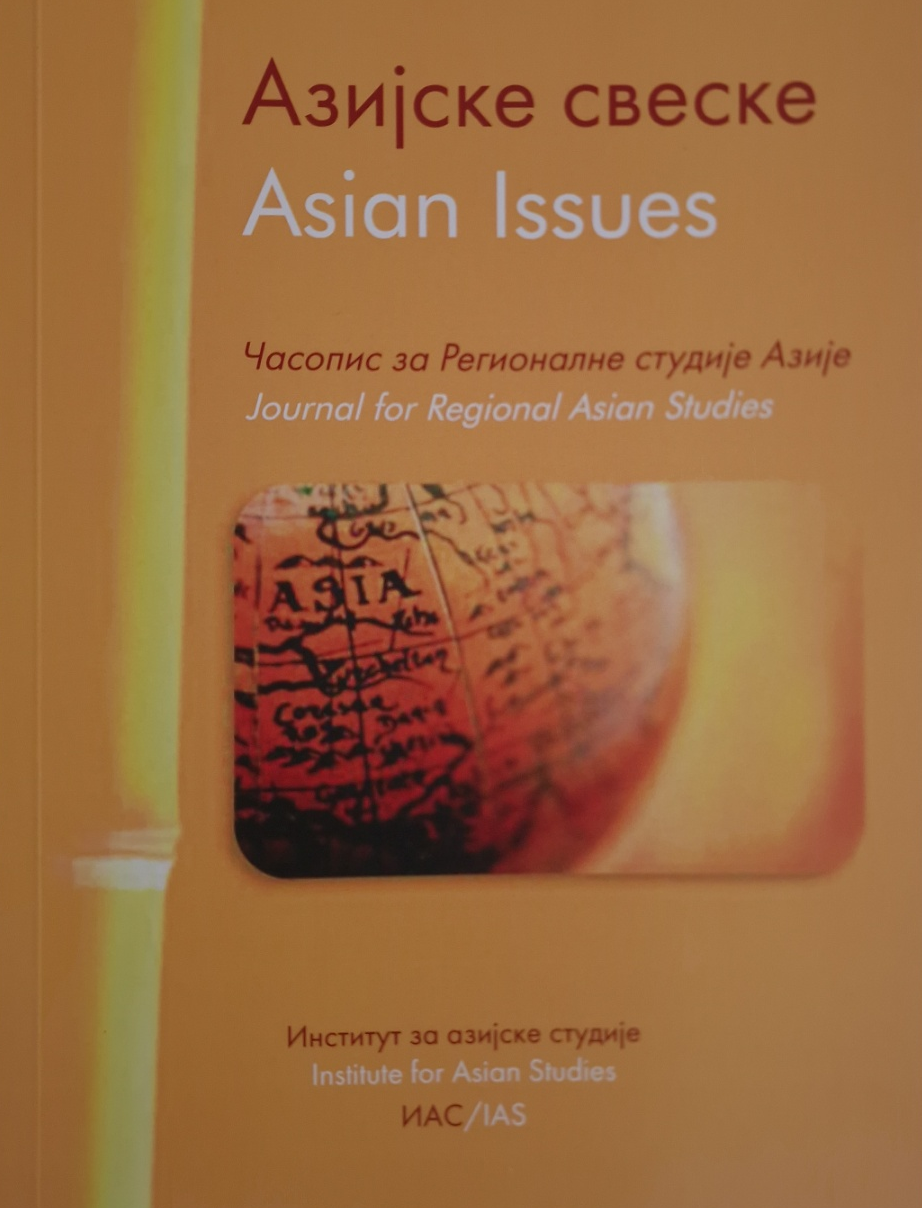 Азијске свеске
Asian Issues
Часопис за Регионалне студије Азије
Journal for Regional Asian Studies
ASIA
Институт за азијске студије
Institute for Asian Studies
ИАС/IAS